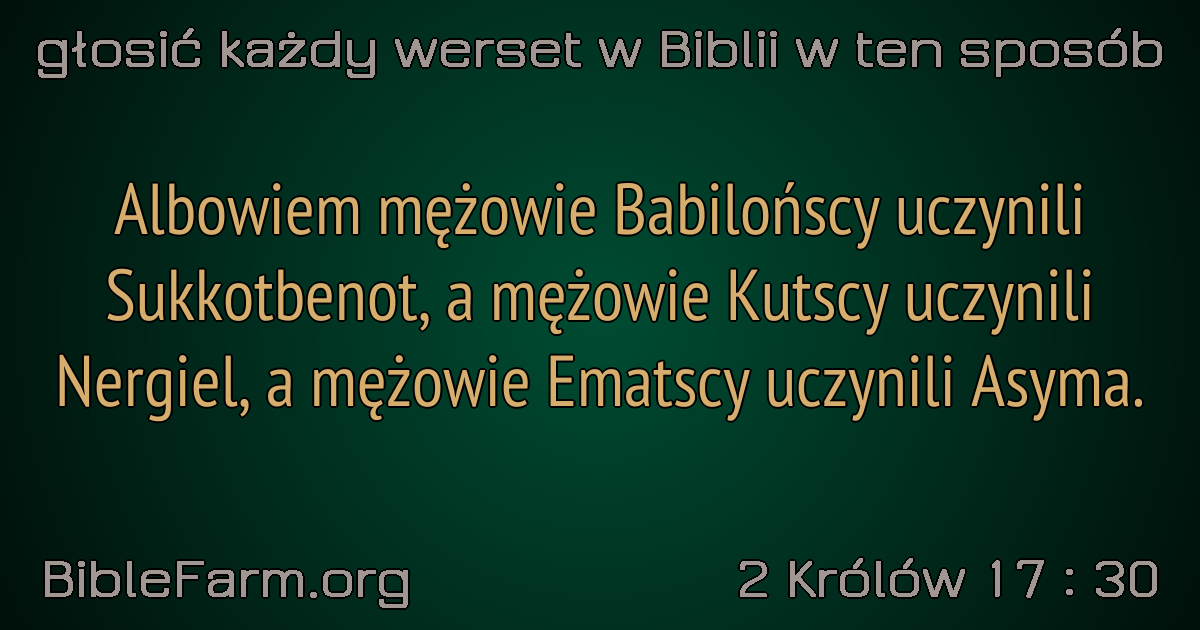 głosić każdy werset w Biblii w ten sposób
Albowiem mężowie Babilońscy uczynili
Sukkotbenot, a mężowie Kutscy uczynili
Nergiel, a mężowie Ematscy uczynili Asyma.
BibleFarm.org
2 Królów 17 : 30